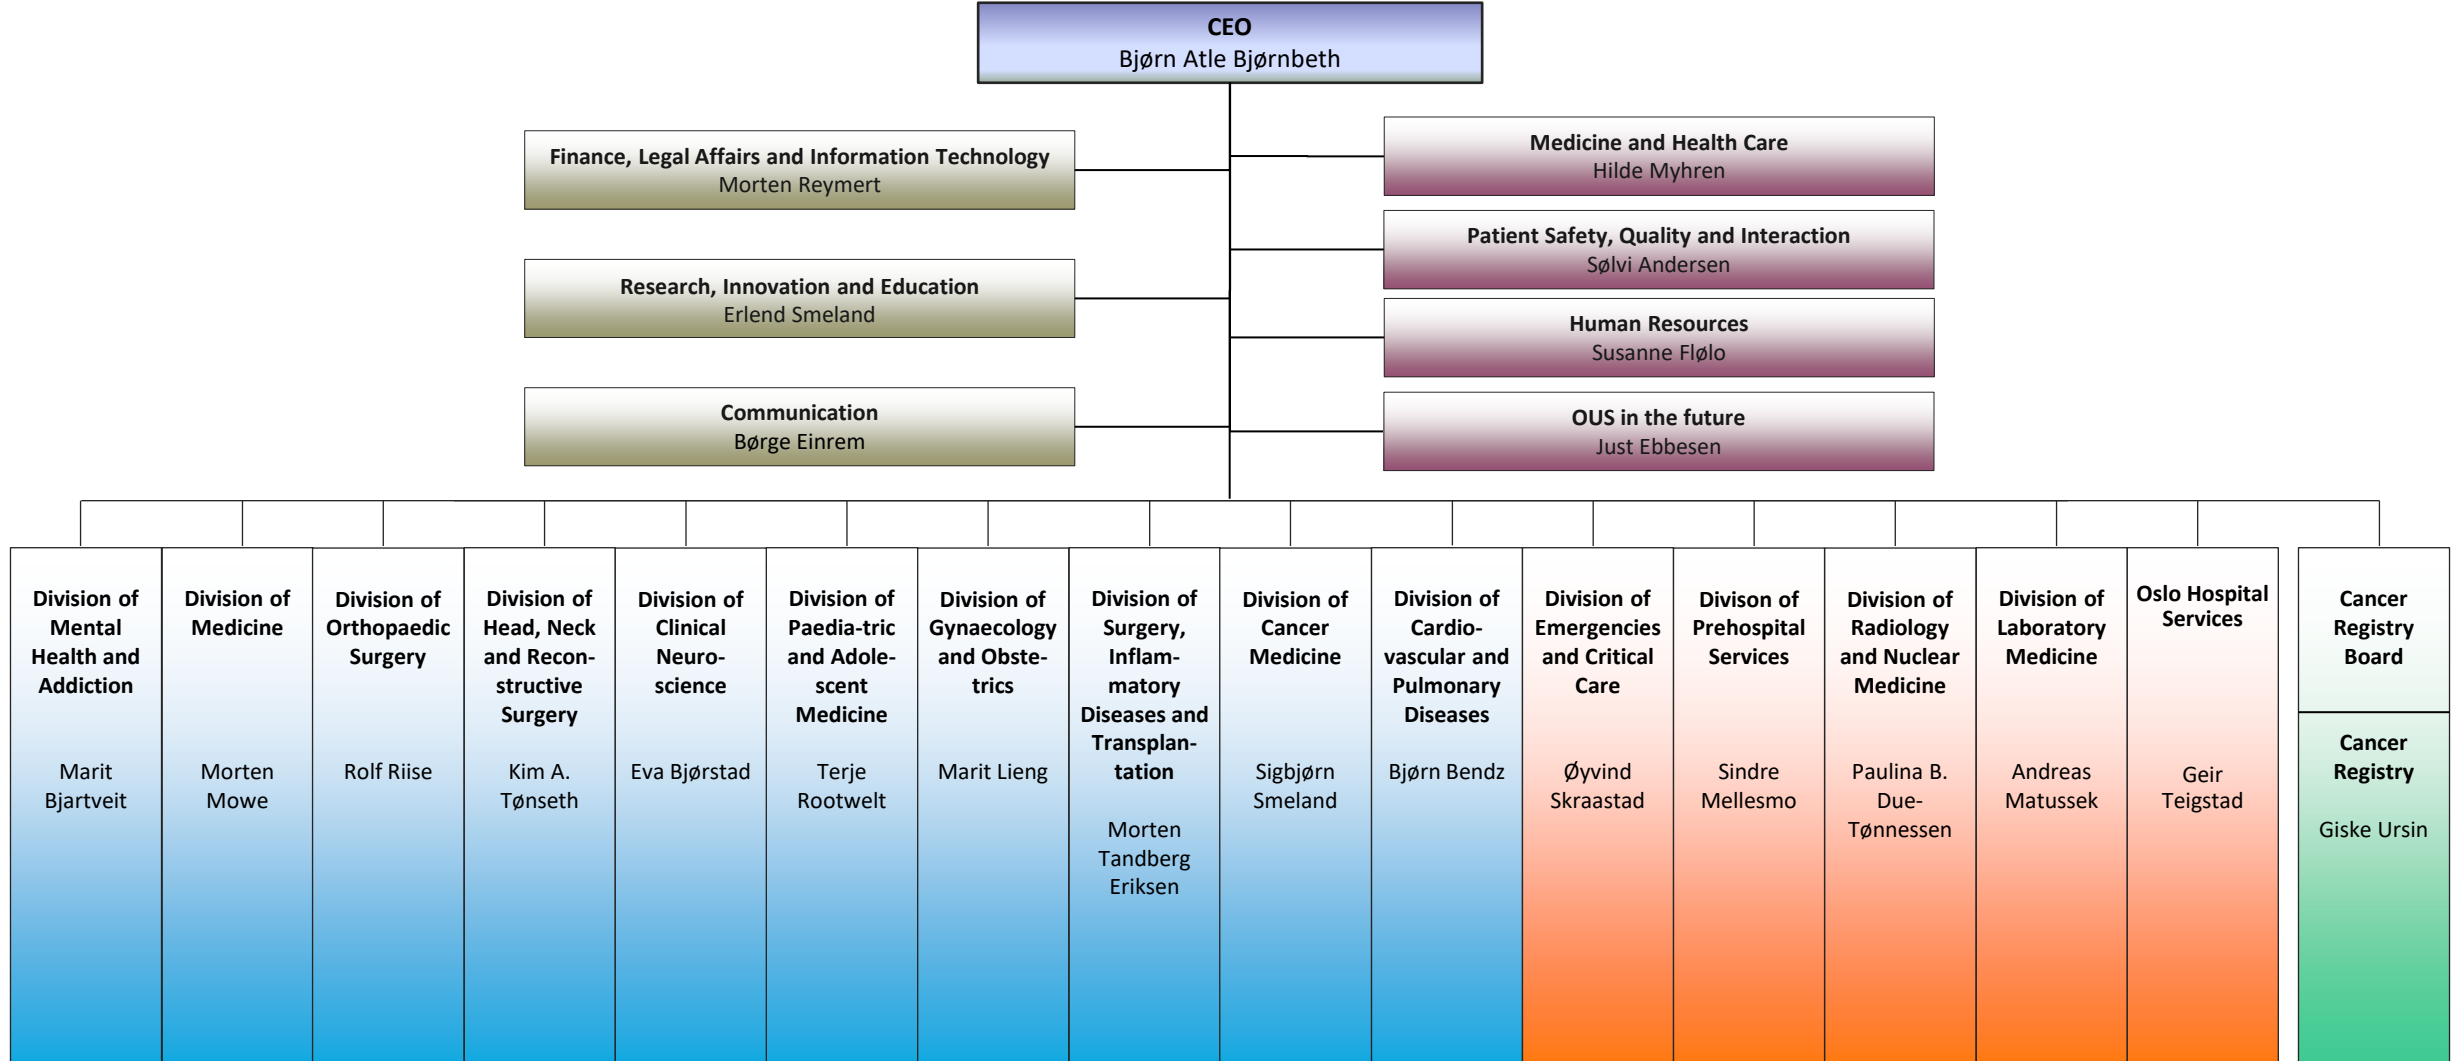 CEO
Bjørn Atle Bjørnbeth
Finance, Legal Affairs and Information Technology
Morten Reymert
Research, Innovation and Education
Erlend Smeland
Communication
Børge Einrem
Medicine and Health Care
Hilde Myhren
Patient Safety, Quality and Interaction
Sølvi Andersen
Human Resources
Susanne Flølo
OUS in the future
Just Ebbesen
Division of
Mental
Health and
Addiction
Marit
Bjartveit
Division of
Medicine
Morten
Mowe
Division of
Orthopaedic
Surgery
Rolf Riise
Division of
Head, Neck
and Recon-
structive
Surgery
Kim A.
Tønseth
Division of
Clinical
Neuro-
science
Eva Bjørstad
Division of
Paedia-tric
and Adole-
scent
Medicine
Terje
Rootwelt
Division of
Gynaecology
and Obste-
trics
Marit Lieng
Division of
Surgery,
Inflam-
matory
Diseases and
Transplan-
tation
Morten
Tandberg
Eriksen
Division of
Cancer
Medicine
Sigbjørn
Smeland
Division of
Cardio-
vascular and
Pulmonary
Diseases
Bjørn Bendz
Division of
Emergencies
and Critical
Care
Øyvind
Skraastad
Divison of
Prehospital
Services
Sindre
Mellesmo
Division of
Radiology
and Nuclear
Medicine
Paulina B.
Due-
Tønnessen
Division of
Laboratory
Medicine
Andreas
Matussek
Oslo Hospital
Services
Geir
Teigstad
Cancer
Registry
Board
Cancer
Registry
Giske Ursin